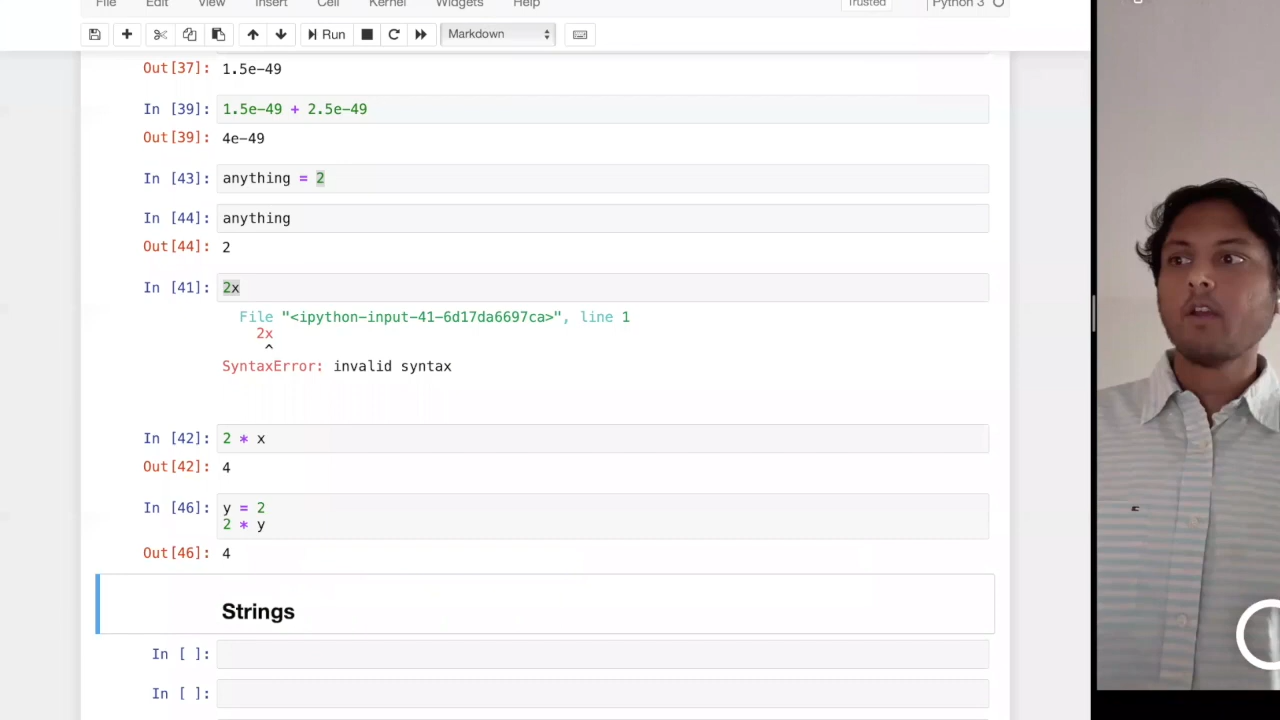 File Edit View Insert Cell Kernel Widgets Help Trusted Python 3
Run Markdown
Out[37]: 1.5e-49
In [39]: 1.5e-49 + 2.5e-49
Out[39]: 4e-49
In [43]: anything = 2
In [44]: anything
Out[44]: 2
In [41]: 2x
File "<ipython-input-41-6d17da6697ca>", line 1
2x
^
SyntaxError: invalid syntax
In [42]: 2 * x
Out[42]: 4
In [46]: y = 2
2 * y
Out[46]: 4
Strings
In [ ]:
In [ ]: